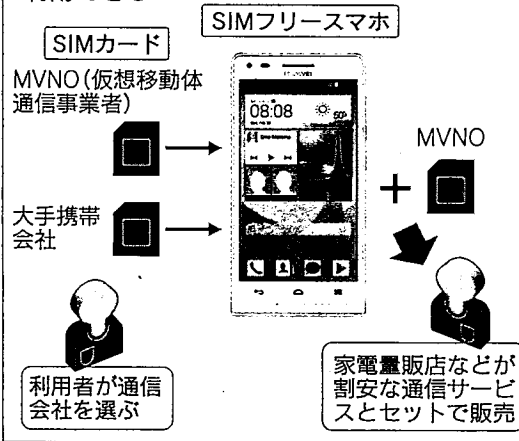 SIMフリースマホ
SIMカード
MVNO(仮想移動体
通信事業者)
大手携帯
会社
08:08
MVNO
利用者が通信
会社を選ぶ
家電量販店などが
割安な通信サービ
スとセットで販売